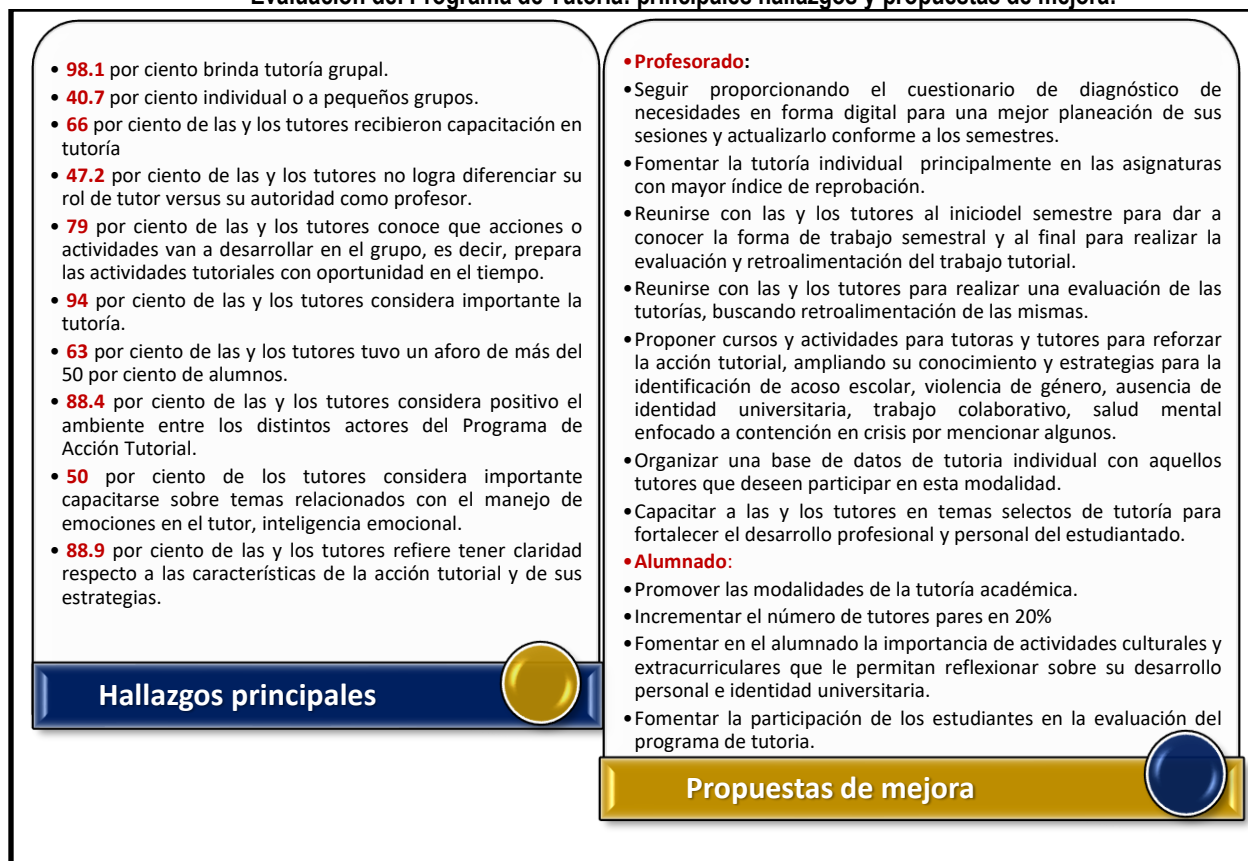 Evaluación del Programa de Tutoría: principales hallazgos y propuestas de mejora.
• 98.1 por ciento brinda tutoría grupal.
• 40.7 por ciento individual o a pequeños grupos.
• 66 por ciento de las y los tutores recibieron capacitación en
tutoría
• 47.2 por ciento de las y los tutores no logra diferenciar su
rol de tutor versus su autoridad como profesor.
• 79 por ciento de las y los tutores conoce que acciones o
actividades van a desarrollar en el grupo, es decir, prepara
las actividades tutoriales con oportunidad en el tiempo.
• 94 por ciento de las y los tutores considera importante la
tutoría.
• 63 por ciento de las y los tutores tuvo un aforo de más del
50 por ciento de alumnos.
• 88.4 por ciento de las y los tutores considera positivo el
ambiente entre los distintos actores del Programa de
Acción Tutorial.
• 50 por ciento de los tutores considera importante
capacitarse sobre temas relacionados con el manejo de
emociones en el tutor, inteligencia emocional.
• 88.9 por ciento de las y los tutores refiere tener claridad
respecto a las características de la acción tutorial y de sus
estrategias.
Hallazgos principales
•Profesorado:
•Seguir proporcionando el cuestionario de diagnóstico de
necesidades en forma digital para una mejor planeación de sus
sesiones y actualizarlo conforme a los semestres.
•Fomentar la tutoría individual principalmente en las asignaturas
con mayor índice de reprobación.
•Reunirse con las y los tutores al iniciodel semestre para dar a
conocer la forma de trabajo semestral y al final para realizar la
evaluación y retroalimentación del trabajo tutorial.
•Reunirse con las y los tutores para realizar una evaluación de las
tutorías, buscando retroalimentación de las mismas.
•Proponer cursos y actividades para tutoras y tutores para reforzar
la acción tutorial, ampliando su conocimiento y estrategias para la
identificación de acoso escolar, violencia de género, ausencia de
identidad universitaria, trabajo colaborativo, salud mental
enfocado a contención en crisis por mencionar algunos.
•Organizar una base de datos de tutoria individual con aquellos
tutores que deseen participar en esta modalidad.
•Capacitar a las y los tutores en temas selectos de tutoría para
fortalecer el desarrollo profesional y personal del estudiantado.
•Alumnado:
•Promover las modalidades de la tutoría académica.
•Incrementar el número de tutores pares en 20%
•Fomentar en el alumnado la importancia de actividades culturales y
extracurriculares que le permitan reflexionar sobre su desarrollo
personal e identidad universitaria.
•Fomentar la participación de los estudiantes en la evaluación del
programa de tutoria.
Propuestas de mejora